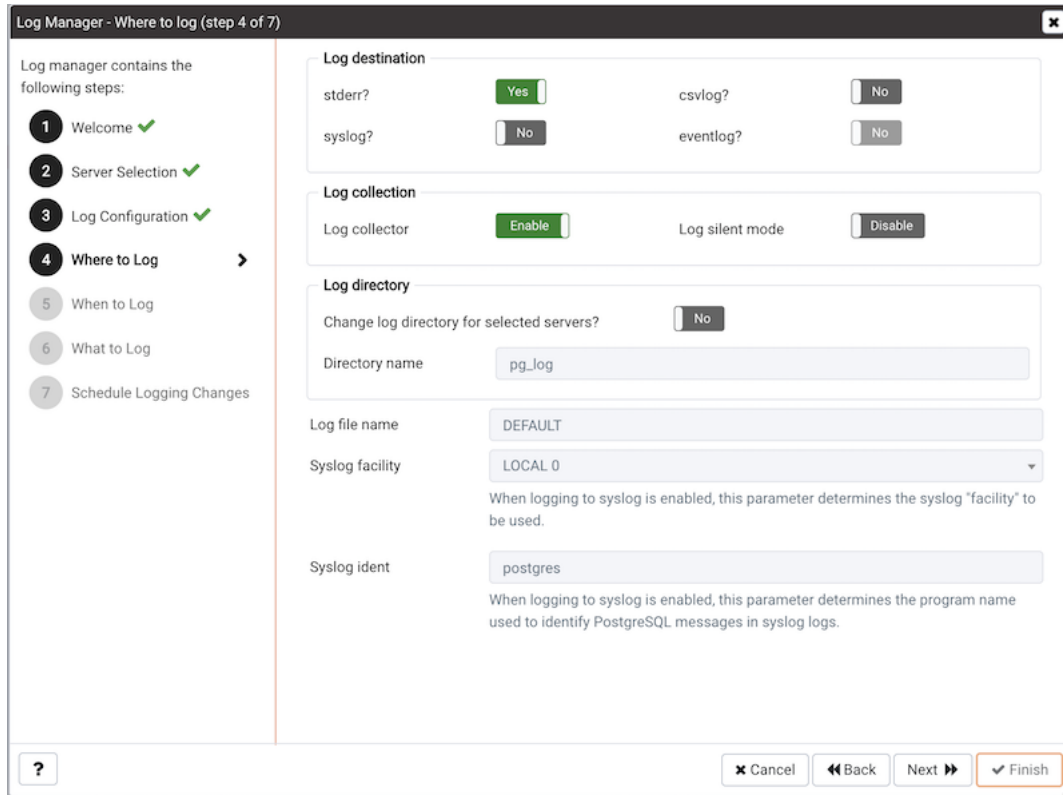 Log Manager - Where to log (step 4 of 7)
Log manager contains the
following steps:
1 Welcome
2 Server Selection
3 Log Configuration
4 Where to Log
5 When to Log
6 What to Log
7 Schedule Logging Changes
Log destination
stderr? Yes csvlog? No
syslog? No eventlog? No
Log collection
Log collector Enable Log silent mode Disable
Log directory
Change log directory for selected servers? No
Directory name pg_log
Log file name DEFAULT
Syslog facility LOCAL 0
When logging to syslog is enabled, this parameter determines the syslog "facility" to
be used.
Syslog ident postgres
When logging to syslog is enabled, this parameter determines the program name
used to identify PostgreSQL messages in syslog logs.
? Cancel Back Next Finish